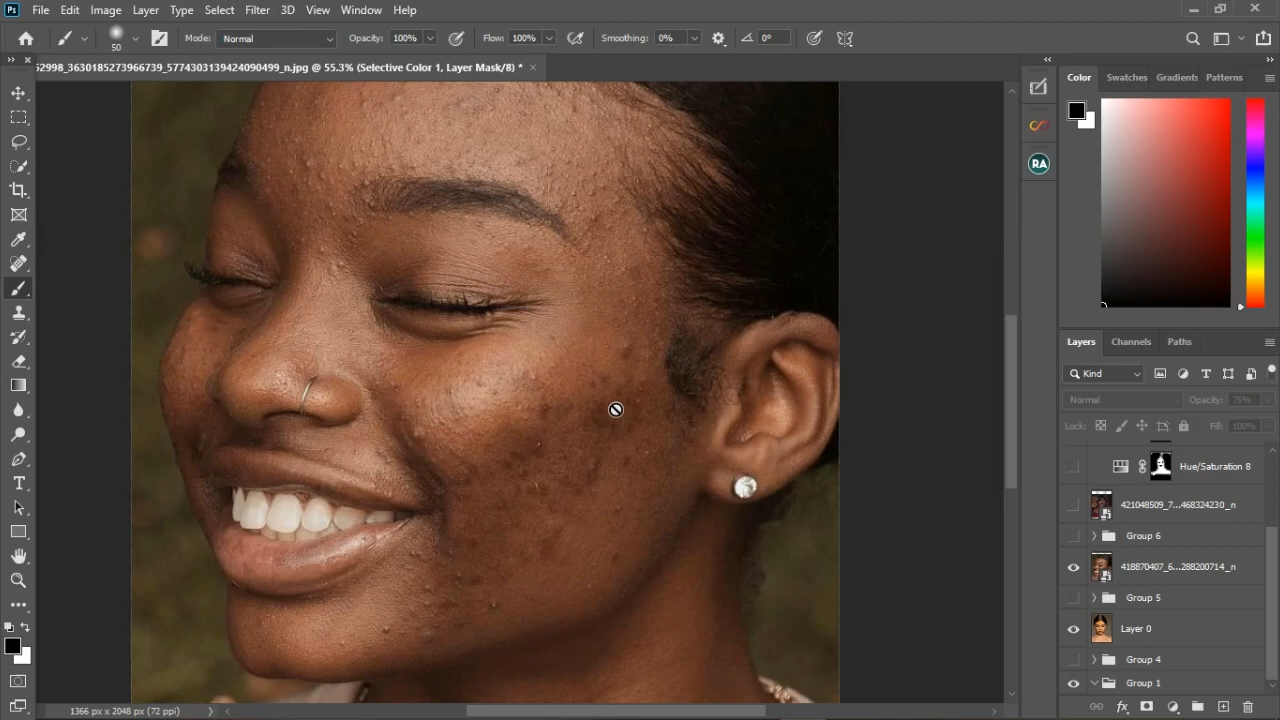 Ps File Edit Image Layer Type Select Filter 3D View Window Help
50 Mode: Normal Opacity: 100% Flow: 100% Smoothing: 0% 0°
62998_3630185273966739_5774303139424090499_n.jpg @ 55.3% (Selective Color 1, Layer Mask/8) *
Color Swatches Gradients Patterns
RA
Layers Channels Paths
Kind
Normal Opacity: 75%
Lock: Fill: 100%
Hue/Saturation 8
421048509_7...468324230_n
Group 6
418870407_6...288200714_n
Group 5
Layer 0
Group 4
Group 1
1366 px x 2048 px (72 ppi)